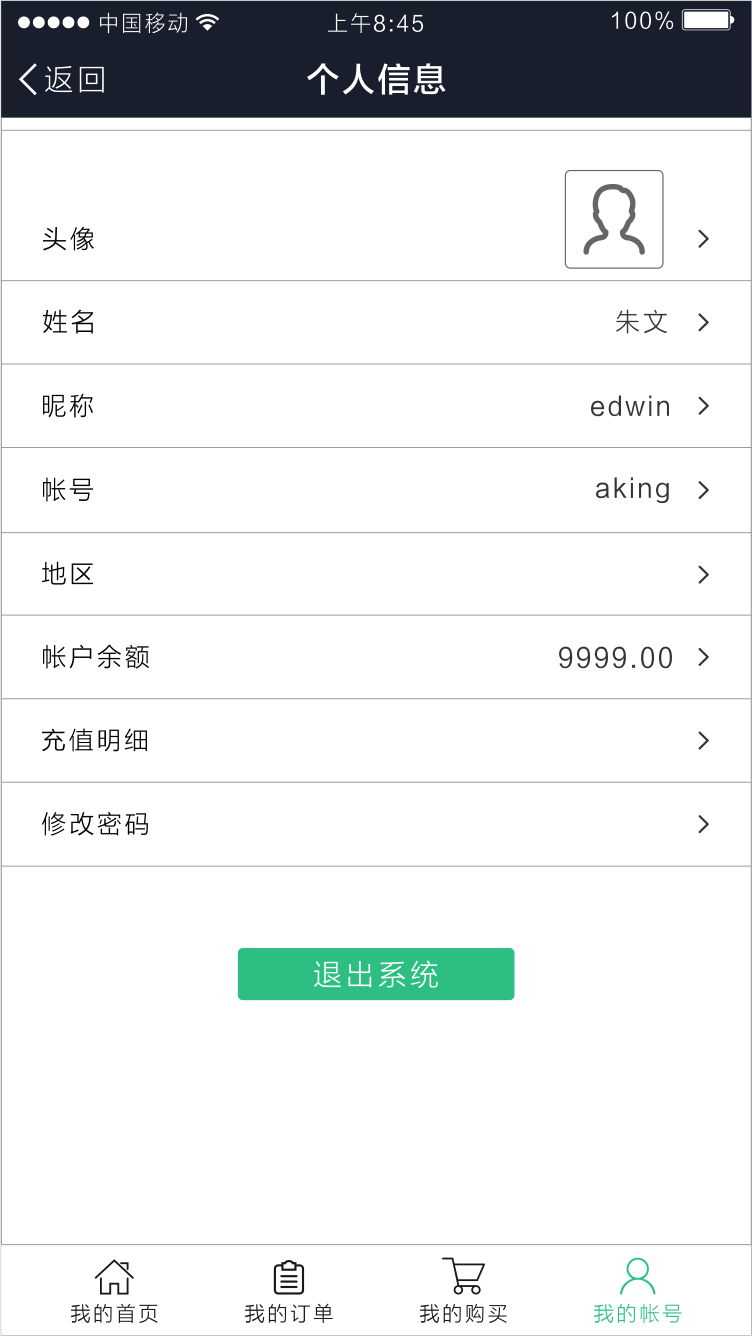 中国移动 上午8:45 100%
返回 个人信息
头像
姓名 朱文
昵称 edwin
帐号 aking
地区
帐户余额 9999.00
充值明细
修改密码
退出系统
我的首页 我的订单 我的购买 我的帐号